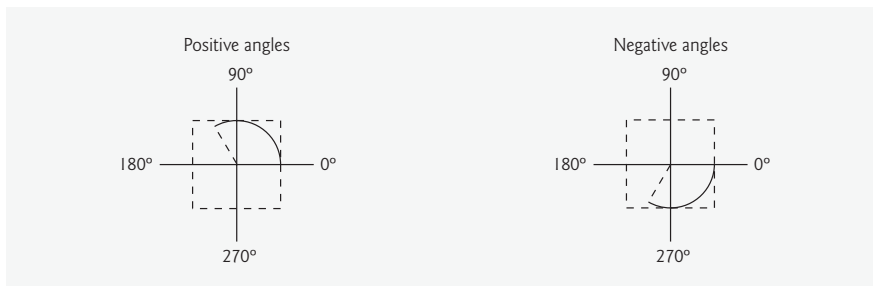 Positive angles
90º
180º
0º
270º
Negative angles
90º
180º
0º
270º